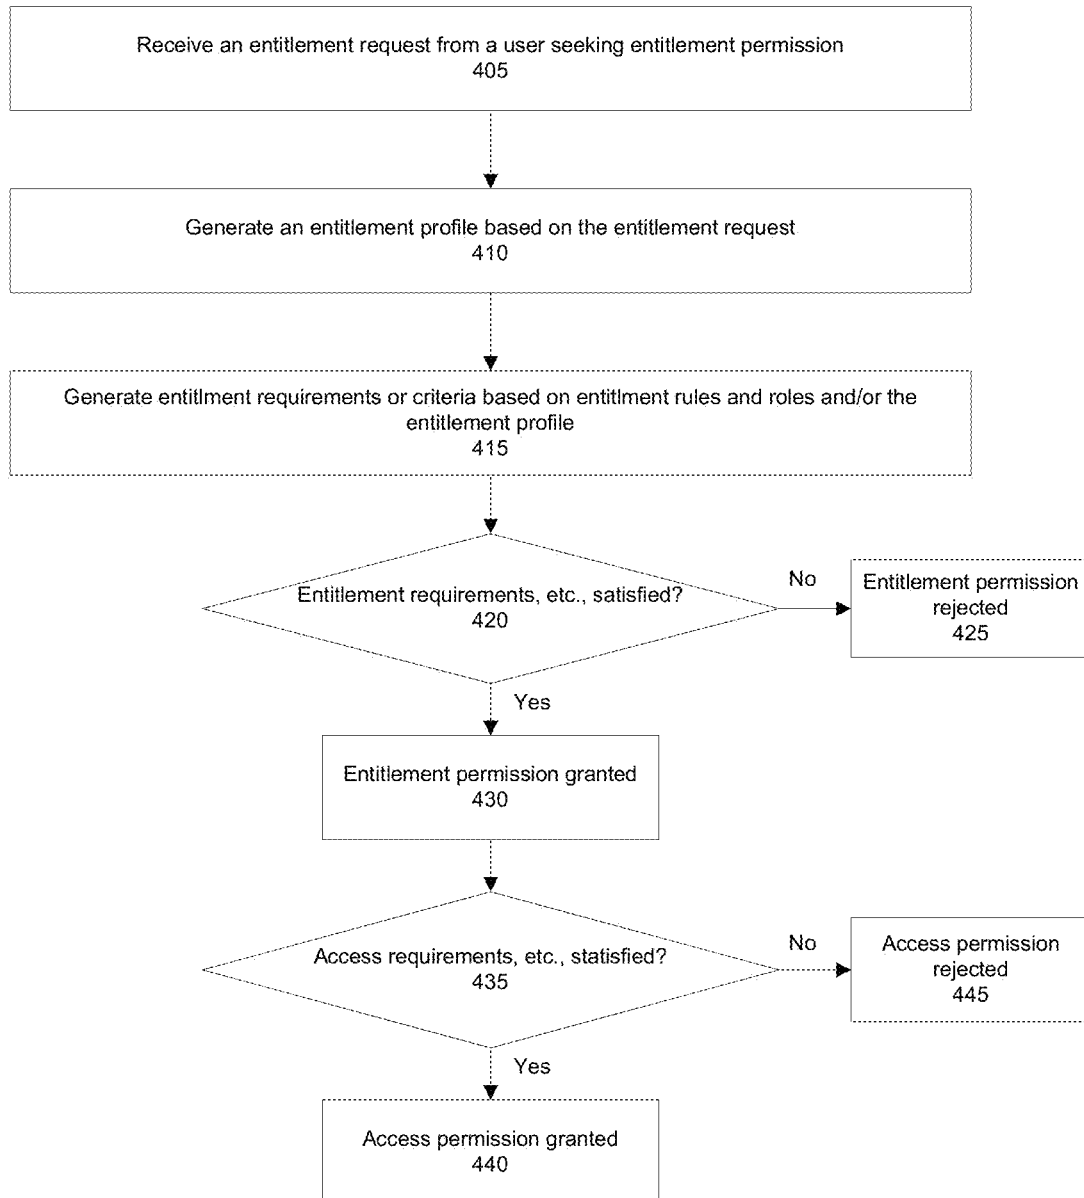 Receive an entitlement request from a user seeking entitlement permission
405
Generate an entitlement profile based on the entitlement request
410
Generate entitlment requirements or criteria based on entitlment rules and roles and/or the
entitlement profile
415
Entitlement requirements, etc., satisfied?
420
No
Entitlement permission
rejected
425
Yes
Entitlement permission granted
430
Access requirements, etc., statisfied?
435
No
Access permission
rejected
445
Yes
Access permission granted
440